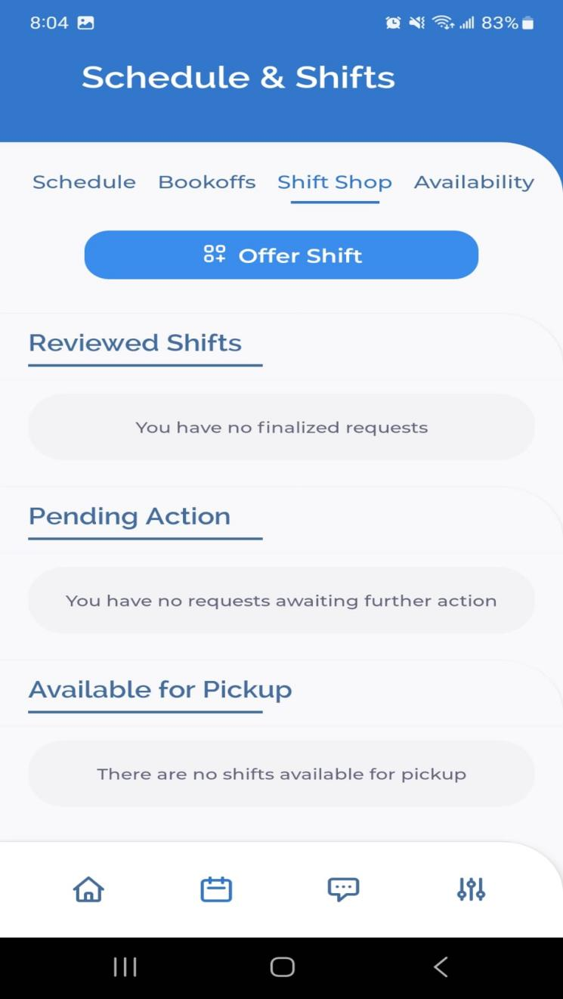 8:04
83%
Schedule & Shifts
Schedule Bookoffs Shift Shop Availability
Offer Shift
Reviewed Shifts
You have no finalized requests
Pending Action
You have no requests awaiting further action
Available for Pickup
There are no shifts available for pickup